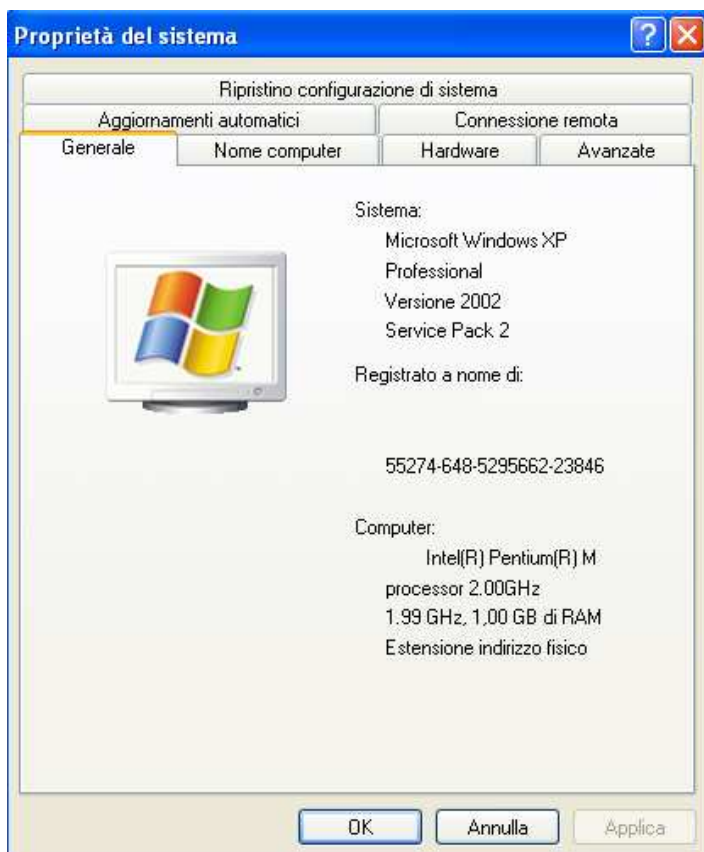 Proprietà del sistema
Ripristino configurazione di sistema
Aggiornamenti automatici
Connessione remota
Generale
Nome computer
Hardware
Avanzate
Sistema:
Microsoft Windows XP
Professional
Versione 2002
Service Pack 2
Registrato a nome di:
55274-648-5295662-23846
Computer:
Intel(R) Pentium(R) M
processor 2.00GHz
1.99 GHz, 1,00 GB di RAM
Estensione indirizzo fisico
OK
Annulla
Applica